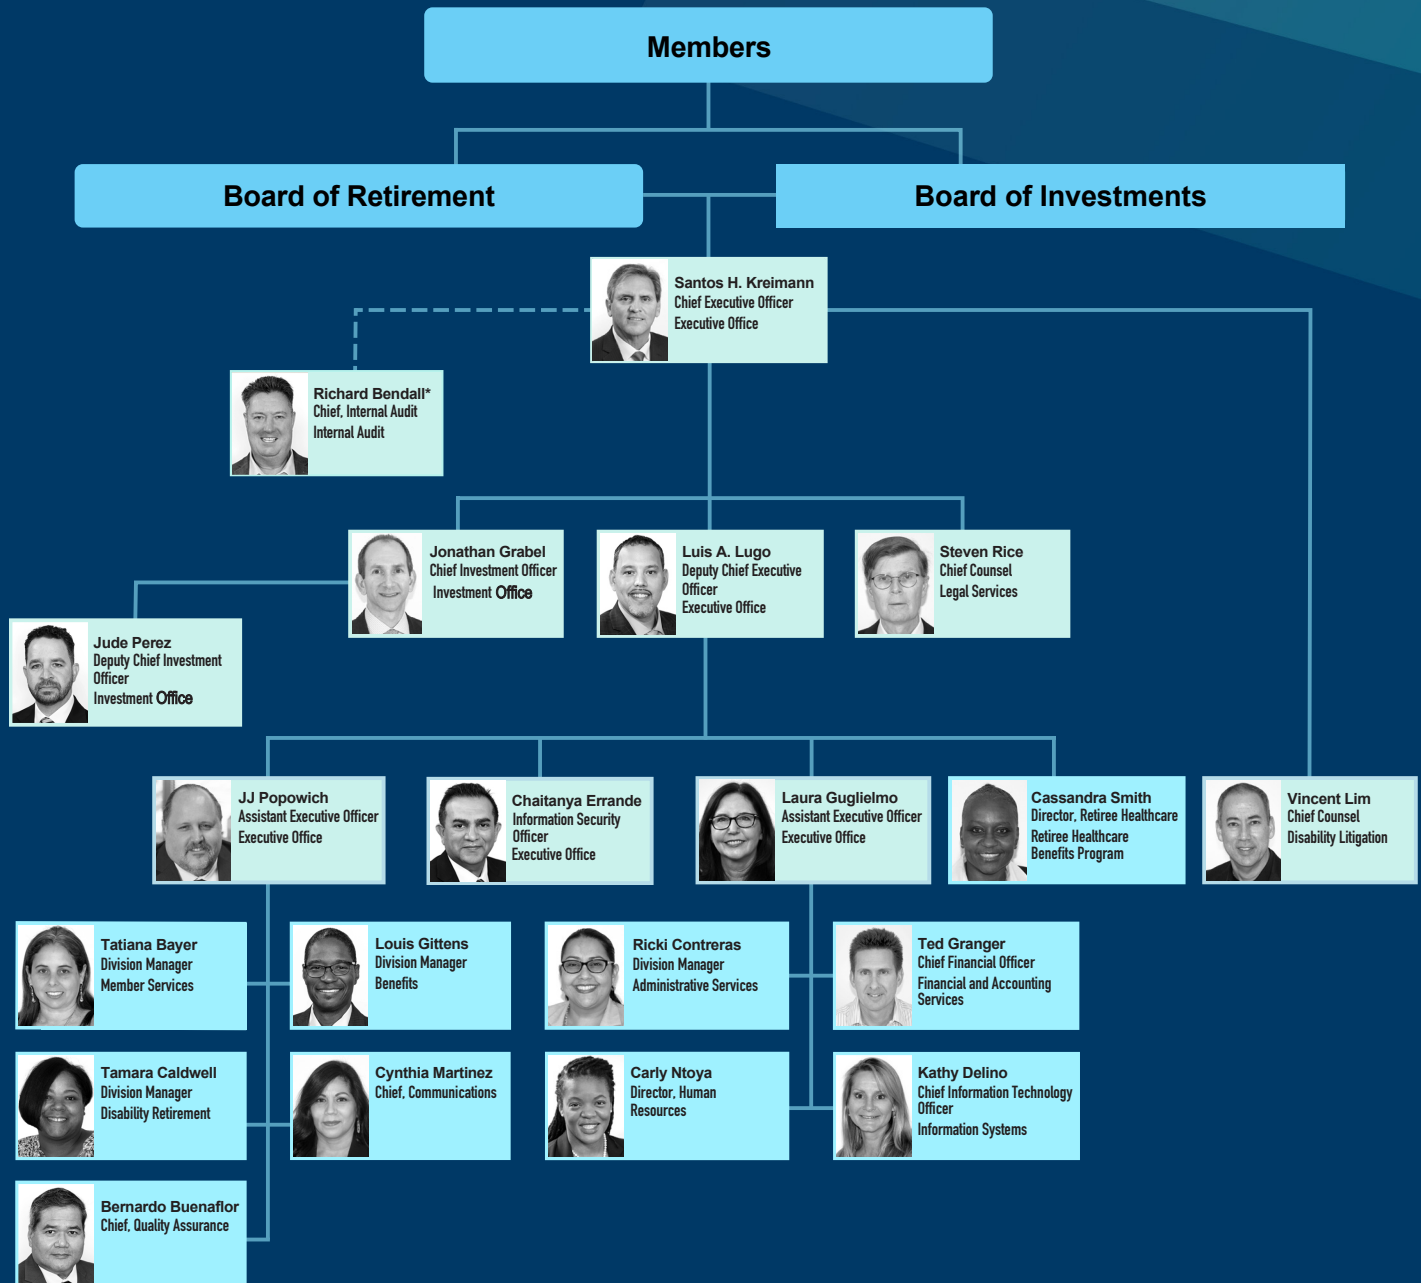 Members
Board of Retirement
Board of Investments
Santos H. Kreimann
Chief Executive Officer
Executive Office
Richard Bendall*
Chief, Internal Audit
Internal Audit
Jonathan Grabel
Chief Investment Officer
Investment Office
Luis A. Lugo
Deputy Chief Executive
Officer
Executive Office
Steven Rice
Chief Counsel
Legal Services
Jude Perez
Deputy Chief Investment
Officer
Investment Office
JJ Popowich
Assistant Executive Officer
Executive Office
Chaitanya Errande
Information Security
Officer
Executive Office
Laura Guglielmo
Assistant Executive Officer
Executive Office
Cassandra Smith
Director, Retiree Healthcare
Retiree Healthcare
Benefits Program
Vincent Lim
Chief Counsel
Disability Litigation
Tatiana Bayer
Division Manager
Member Services
Louis Gittens
Division Manager
Benefits
Ricki Contreras
Division Manager
Administrative Services
Ted Granger
Chief Financial Officer
Financial and Accounting
Services
Tamara Caldwell
Division Manager
Disability Retirement
Cynthia Martinez
Chief, Communications
Carly Ntoya
Director, Human
Resources
Kathy Delino
Chief Information Technology
Officer
Information Systems
Bernardo Buenaflor
Chief, Quality Assurance